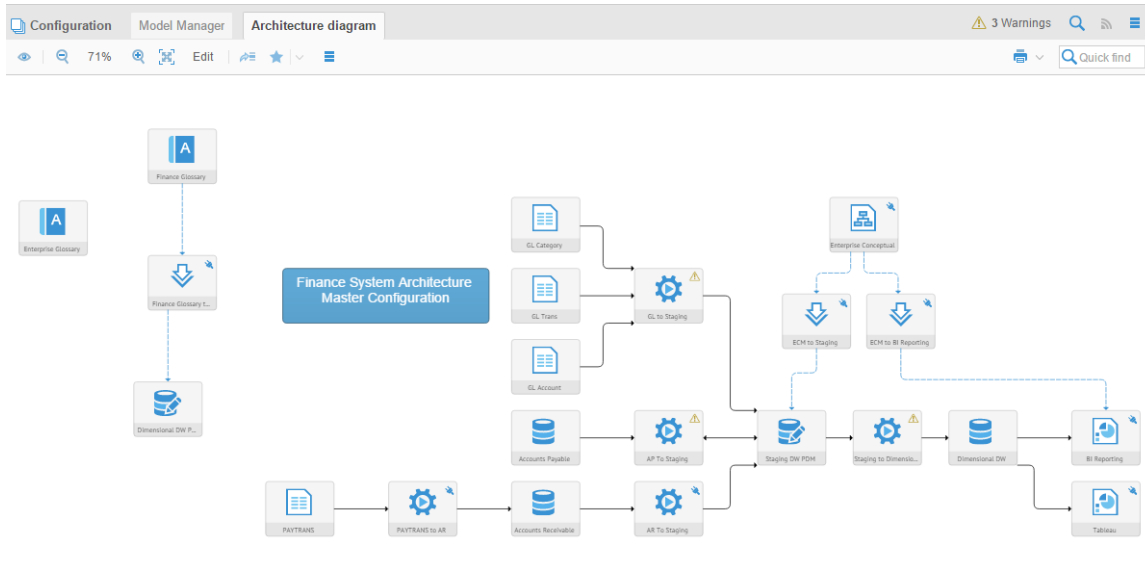 Configuration
Model Manager
Architecture diagram
3 Warnings
71%
Edit
Quick find
A
Finance Glossary
A
Enterprise Glossary
GL Category
Enterprise Conceptual
Finance Glossary t...
Finance System Architecture
Master Configuration
GL Trans
GL to Staging
ECM to Staging
ECM to BI Reporting
GL Account
Dimensional DW P...
Accounts Payable
AP To Staging
Staging DW PDM
Staging to Dimensio...
Dimensional DW
BI Reporting
PAYTRANS
PAYTRANS to AR
Accounts Receivable
AR To Staging
Tableau